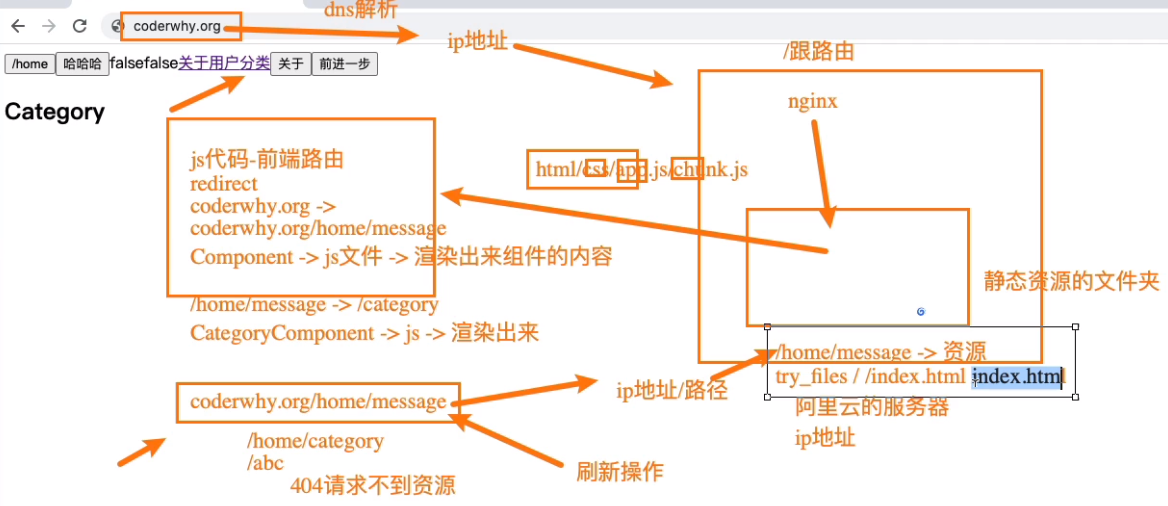 coderwhy.org
dns解析
ip地址
/home 哈哈哈 falsefalse关于用户分类 关于 前进一步
Category
/跟路由
nginx
html/css/app.js/chunk.js
js代码-前端路由
redirect
coderwhy.org ->
coderwhy.org/home/message
Component -> js文件 -> 渲染出来组件的内容
/home/message -> /category
CategoryComponent -> js -> 渲染出来
静态资源的文件夹
/home/message -> 资源
try_files / /index.html index.html
阿里云的服务器
ip地址
ip地址/路径
coderwhy.org/home/message
/home/category
/abc
404请求不到资源
刷新操作